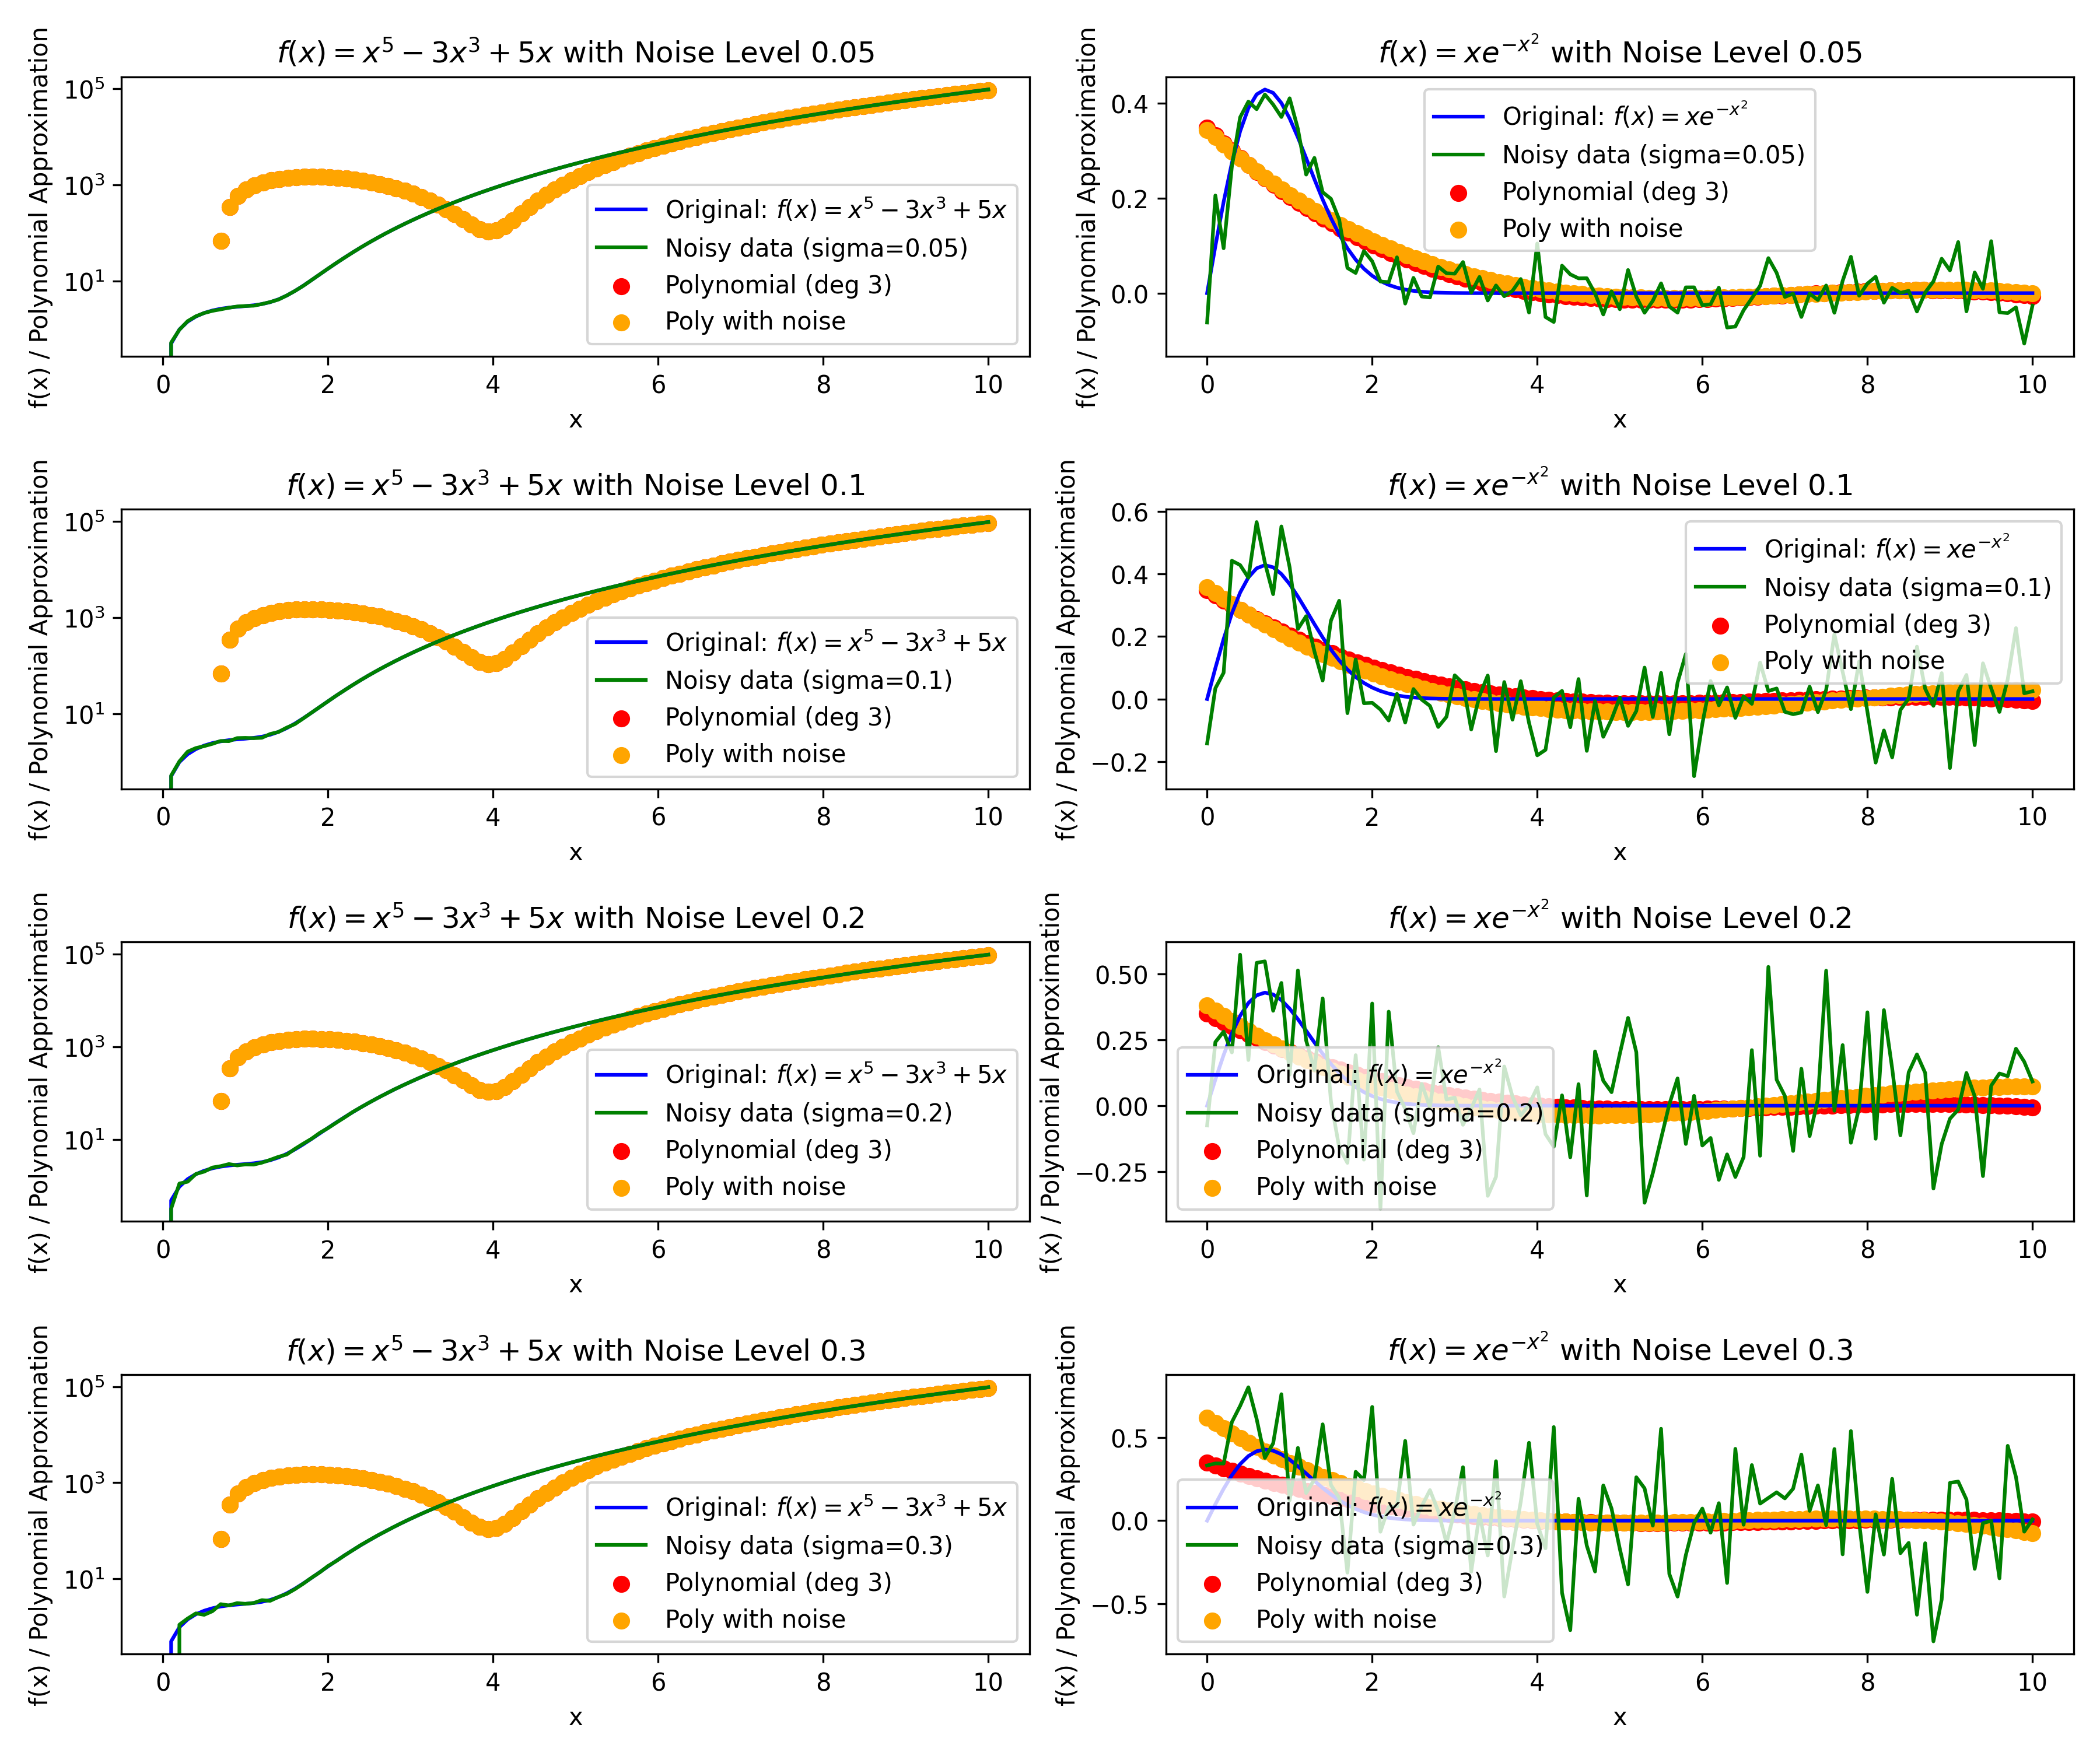 f(x) = x⁵ − 3x³ + 5x with Noise Level 0.05
f(x) / Polynomial Approximation
10⁵
10³
10¹
Original: f(x) = x⁵ − 3x³ + 5x
Noisy data (sigma=0.05)
Polynomial (deg 3)
Poly with noise
0 2 4 6 8 10
x
f(x) = xe^{−x²} with Noise Level 0.05
f(x) / Polynomial Approximation
0.4
0.2
0.0
Original: f(x) = xe^{−x²}
Noisy data (sigma=0.05)
Polynomial (deg 3)
Poly with noise
0 2 4 6 8 10
x
f(x) = x⁵ − 3x³ + 5x with Noise Level 0.1
f(x) / Polynomial Approximation
10⁵
10³
10¹
Original: f(x) = x⁵ − 3x³ + 5x
Noisy data (sigma=0.1)
Polynomial (deg 3)
Poly with noise
0 2 4 6 8 10
x
f(x) = xe^{−x²} with Noise Level 0.1
f(x) / Polynomial Approximation
0.6
0.4
0.2
0.0
−0.2
Original: f(x) = xe^{−x²}
Noisy data (sigma=0.1)
Polynomial (deg 3)
Poly with noise
0 2 4 6 8 10
x
f(x) = x⁵ − 3x³ + 5x with Noise Level 0.2
f(x) / Polynomial Approximation
10⁵
10³
10¹
Original: f(x) = x⁵ − 3x³ + 5x
Noisy data (sigma=0.2)
Polynomial (deg 3)
Poly with noise
0 2 4 6 8 10
x
f(x) = xe^{−x²} with Noise Level 0.2
f(x) / Polynomial Approximation
0.50
0.25
0.00
−0.25
Original: f(x) = xe^{−x²}
Noisy data (sigma=0.2)
Polynomial (deg 3)
Poly with noise
0 2 4 6 8 10
x
f(x) = x⁵ − 3x³ + 5x with Noise Level 0.3
f(x) / Polynomial Approximation
10⁵
10³
10¹
Original: f(x) = x⁵ − 3x³ + 5x
Noisy data (sigma=0.3)
Polynomial (deg 3)
Poly with noise
0 2 4 6 8 10
x
f(x) = xe^{−x²} with Noise Level 0.3
f(x) / Polynomial Approximation
0.5
0.0
−0.5
Original: f(x) = xe^{−x²}
Noisy data (sigma=0.3)
Polynomial (deg 3)
Poly with noise
0 2 4 6 8 10
x